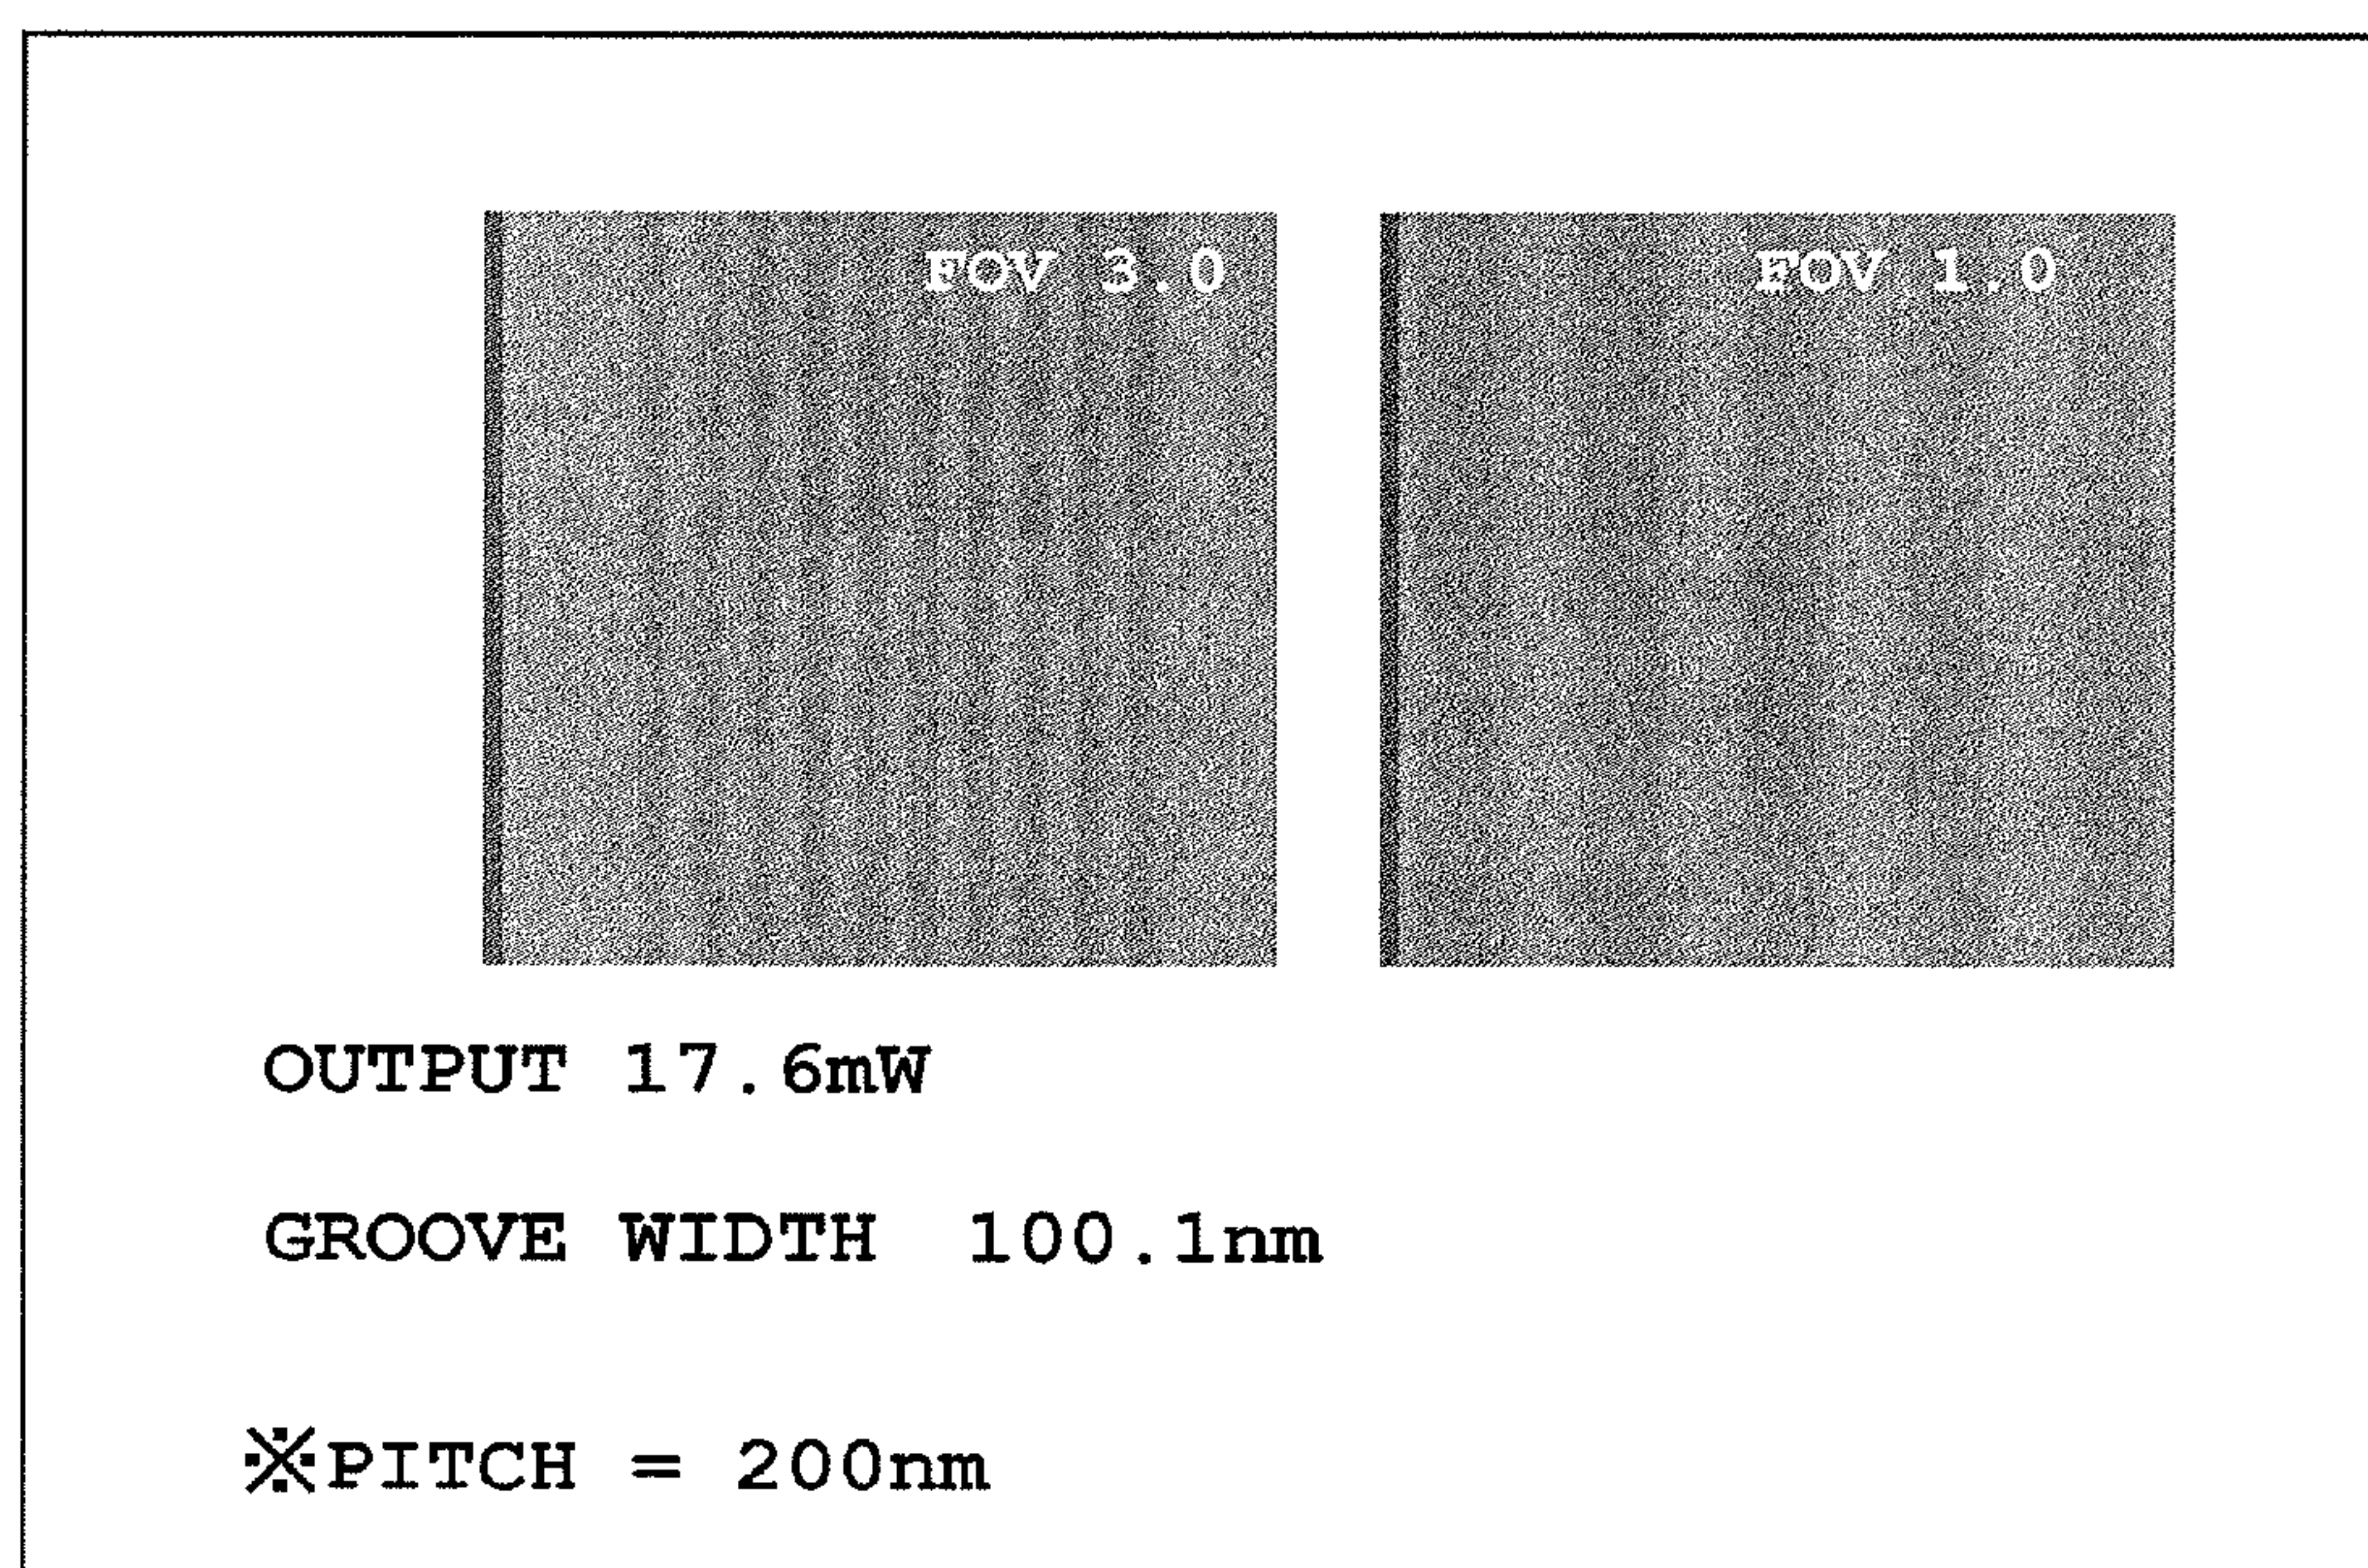 FOV 3.0
FOV 1.0
OUTPUT 17.6mW
GROOVE WIDTH 100.1nm
※PITCH = 200nm